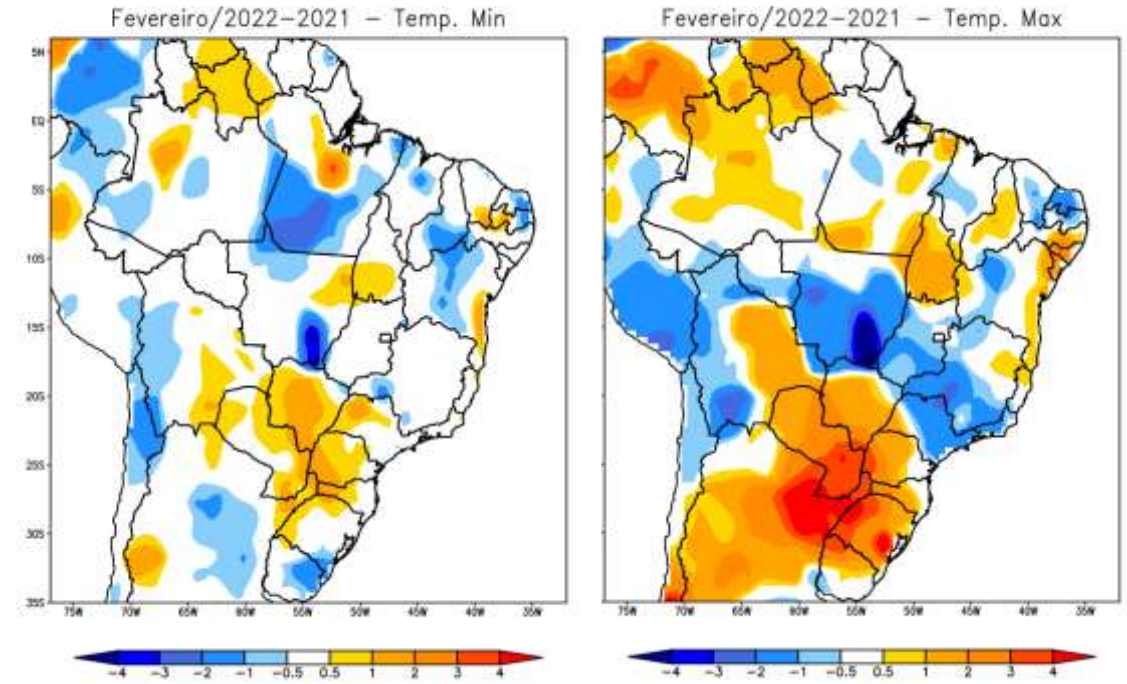 Fevereiro/2022-2021 - Temp. Min
Fevereiro/2022-2021 - Temp. Max
5N
EQ
5S
10S
15S
20S
25S
30S
35S
75W 70W 65W 60W 55W 50W 45W 40W 35W
75W 70W 65W 60W 55W 50W 45W 40W 35W
-4 -3 -2 -1 -0.5 0.5 1 2 3 4
-4 -3 -2 -1 -0.5 0.5 1 2 3 4